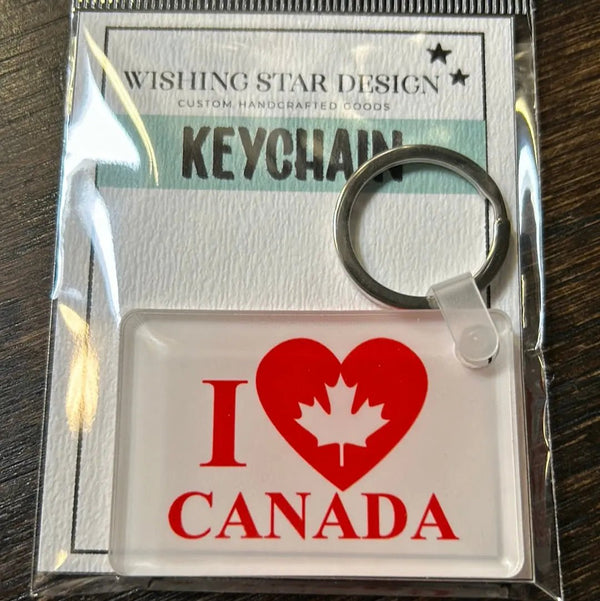 WISHING STAR DESIGN
CUSTOM HANDCRAFTED GOODS
KEYCHAIN
I
CANADA